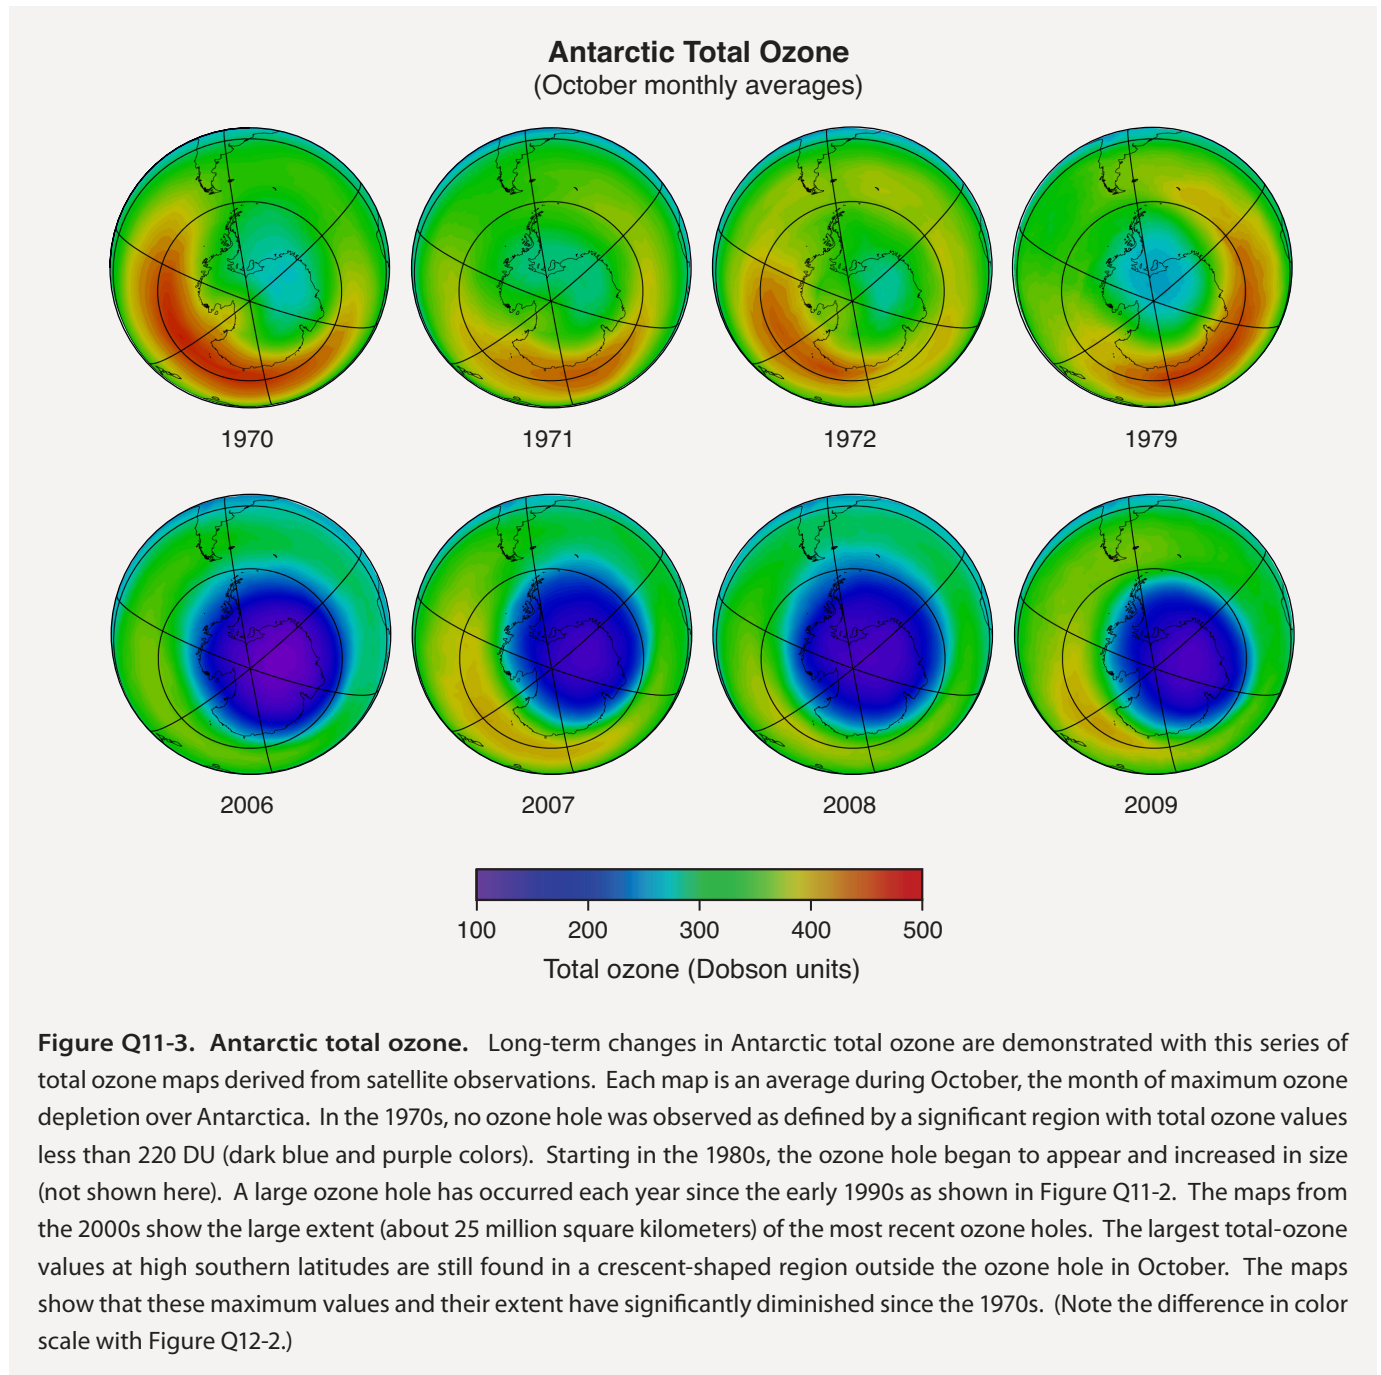 Antarctic Total Ozone
(October monthly averages)
1970 1971 1972 1979
2006 2007 2008 2009
100 200 300 400 500
Total ozone (Dobson units)
Figure Q11-3. Antarctic total ozone. Long-term changes in Antarctic total ozone are demonstrated with this series of
total ozone maps derived from satellite observations. Each map is an average during October, the month of maximum ozone
depletion over Antarctica. In the 1970s, no ozone hole was observed as defined by a significant region with total ozone values
less than 220 DU (dark blue and purple colors). Starting in the 1980s, the ozone hole began to appear and increased in size
(not shown here). A large ozone hole has occurred each year since the early 1990s as shown in Figure Q11-2. The maps from
the 2000s show the large extent (about 25 million square kilometers) of the most recent ozone holes. The largest total-ozone
values at high southern latitudes are still found in a crescent-shaped region outside the ozone hole in October. The maps
show that these maximum values and their extent have significantly diminished since the 1970s. (Note the difference in color
scale with Figure Q12-2.)